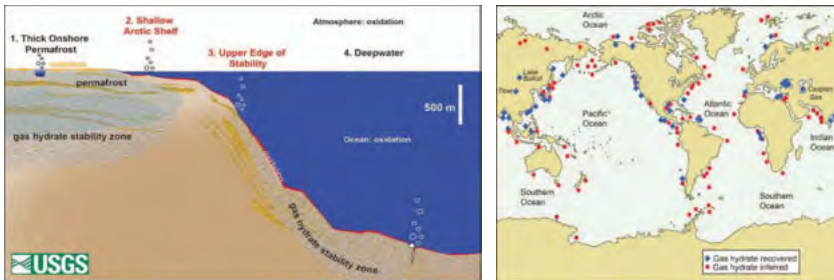 Atmosphere: oxidation
2. Shallow
Arctic Shelf
1. Thick Onshore
Permafrost
3. Upper Edge of
Stability
4. Deepwater
permafrost
500 m
gas hydrate stability zone
Ocean: oxidation
gas hydrate stability zone
USGS
Arctic
Ocean
Lake
Baikal
Caspian
Sea
Pacific
Ocean
Atlantic
Ocean
Indian
Ocean
Southern
Ocean
Southern
Ocean
Gas hydrate recovered
Gas hydrate inferred